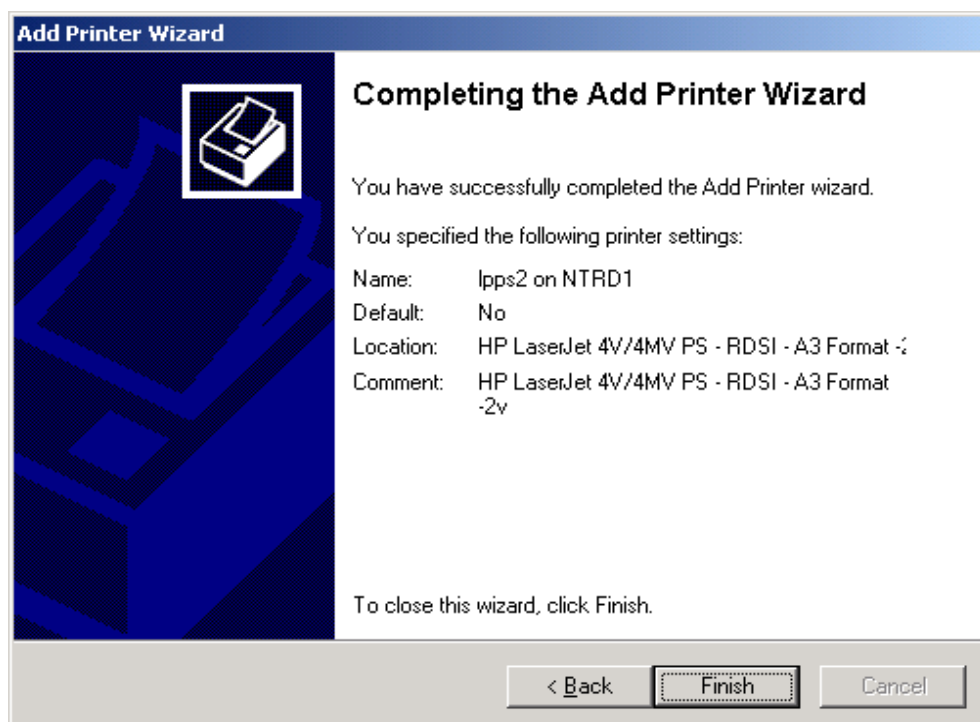 Add Printer Wizard
Completing the Add Printer Wizard
You have successfully completed the Add Printer wizard.
You specified the following printer settings:
Name: lpps2 on NTRD1
Default: No
Location: HP LaserJet 4V/4MV PS - RDSI - A3 Format -2
Comment: HP LaserJet 4V/4MV PS - RDSI - A3 Format
-2v
To close this wizard, click Finish.
< Back Finish Cancel